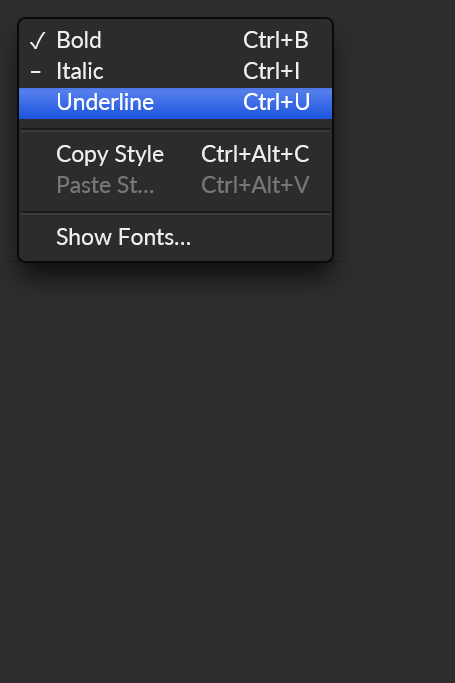 ✓ Bold Ctrl+B
– Italic Ctrl+I
Underline Ctrl+U
Copy Style Ctrl+Alt+C
Paste St... Ctrl+Alt+V
Show Fonts...